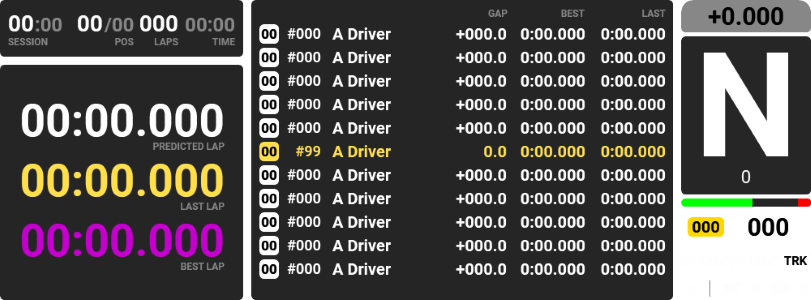 00:00 00/00 000 00:00
SESSION POS LAPS TIME
00:00.000
PREDICTED LAP
00:00.000
LAST LAP
00:00.000
BEST LAP
GAP BEST LAST
00 #000 A Driver +000.0 0:00.000 0:00.000
00 #000 A Driver +000.0 0:00.000 0:00.000
00 #000 A Driver +000.0 0:00.000 0:00.000
00 #000 A Driver +000.0 0:00.000 0:00.000
00 #000 A Driver +000.0 0:00.000 0:00.000
00 #99 A Driver 0.0 0:00.000 0:00.000
00 #000 A Driver +000.0 0:00.000 0:00.000
00 #000 A Driver +000.0 0:00.000 0:00.000
00 #000 A Driver +000.0 0:00.000 0:00.000
00 #000 A Driver +000.0 0:00.000 0:00.000
00 #000 A Driver +000.0 0:00.000 0:00.000
+0.000
N
0
000 000
TRK